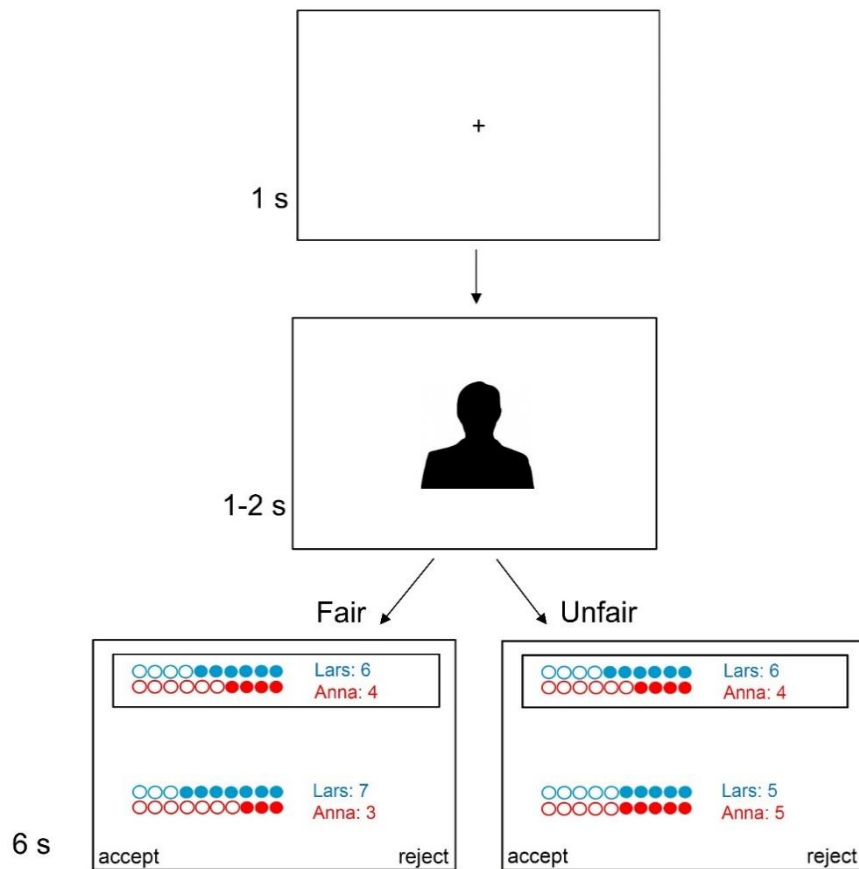 +
1 s
1-2 s
Fair
Unfair
Lars: 6
Anna: 4
Lars: 7
Anna: 3
accept
reject
Lars: 6
Anna: 4
Lars: 5
Anna: 5
accept
reject
6 s